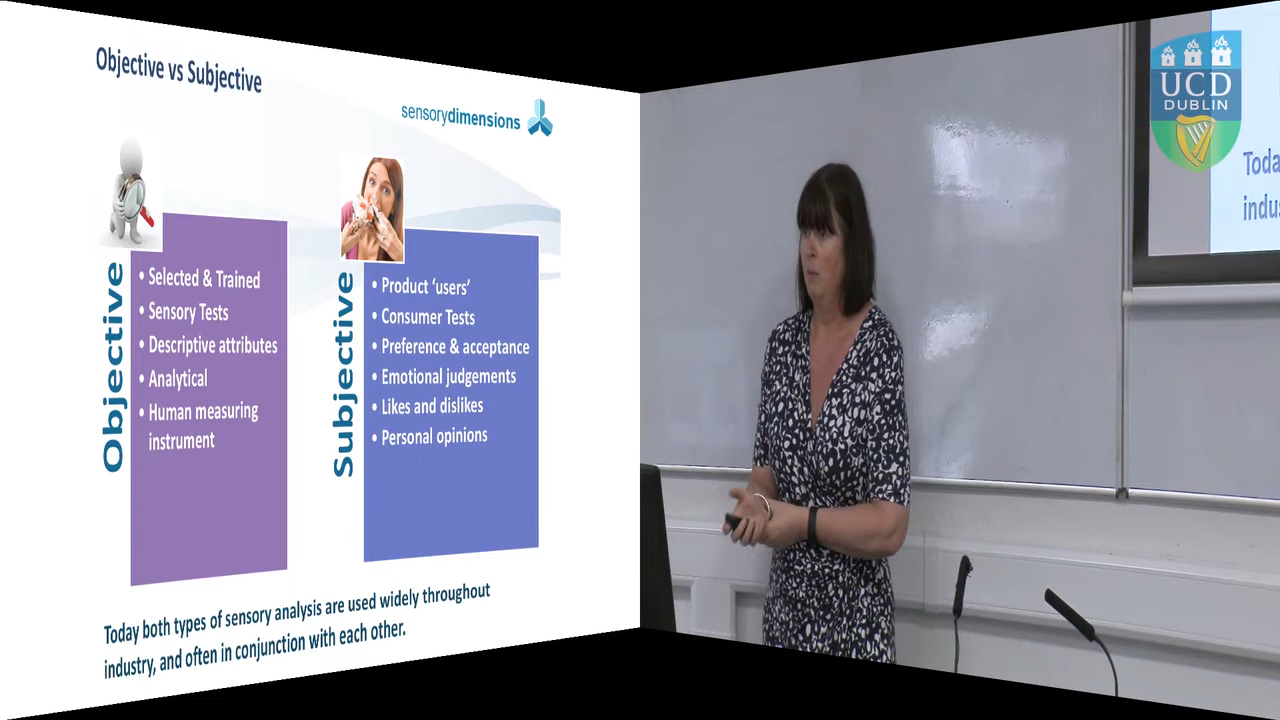 Objective vs Subjective
sensorydimensions
Objective
• Selected & Trained
• Sensory Tests
• Descriptive attributes
• Analytical
• Human measuring
instrument
Subjective
• Product ‘users’
• Consumer Tests
• Preference & acceptance
• Emotional judgements
• Likes and dislikes
• Personal opinions
Today both types of sensory analysis are used widely throughout
industry, and often in conjunction with each other.
UCD
DUBLIN
Toda
indus